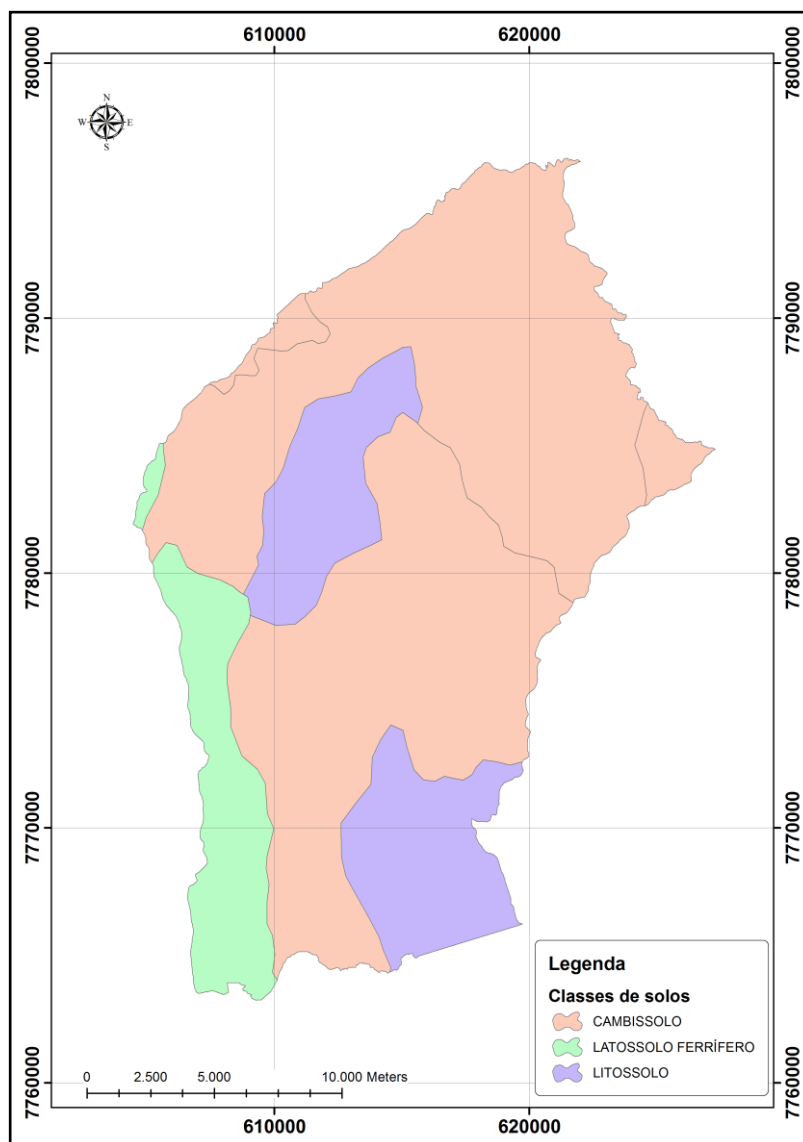 610000 620000
7800000 7800000
N
W E
S
7790000 7790000
7780000 7780000
7770000 7770000
Legenda
Classes de solos
CAMBISSOLO
LATOSSOLO FERRÍFERO
LITOSSOLO
0 2.500 5.000 10.000 Meters
7760000 7760000
610000 620000